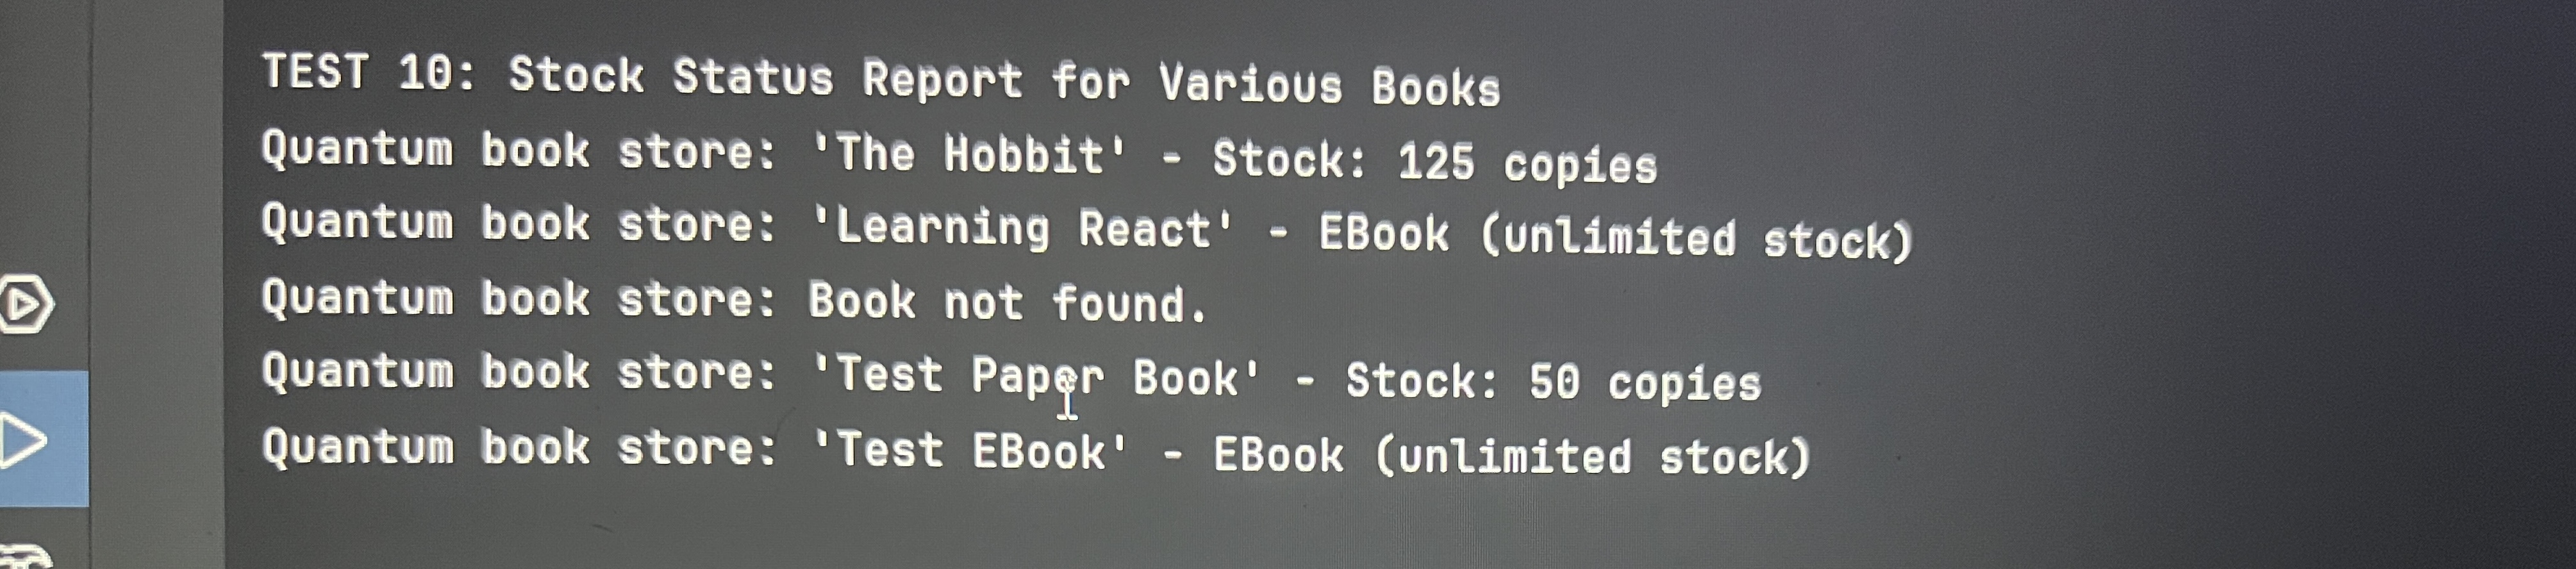 TEST 10: Stock Status Report for Various Books
Quantum book store: 'The Hobbit' - Stock: 125 copies
Quantum book store: 'Learning React' - EBook (unlimited stock)
Quantum book store: Book not found.
Quantum book store: 'Test Paper Book' - Stock: 50 copies
Quantum book store: 'Test EBook' - EBook (unlimited stock)